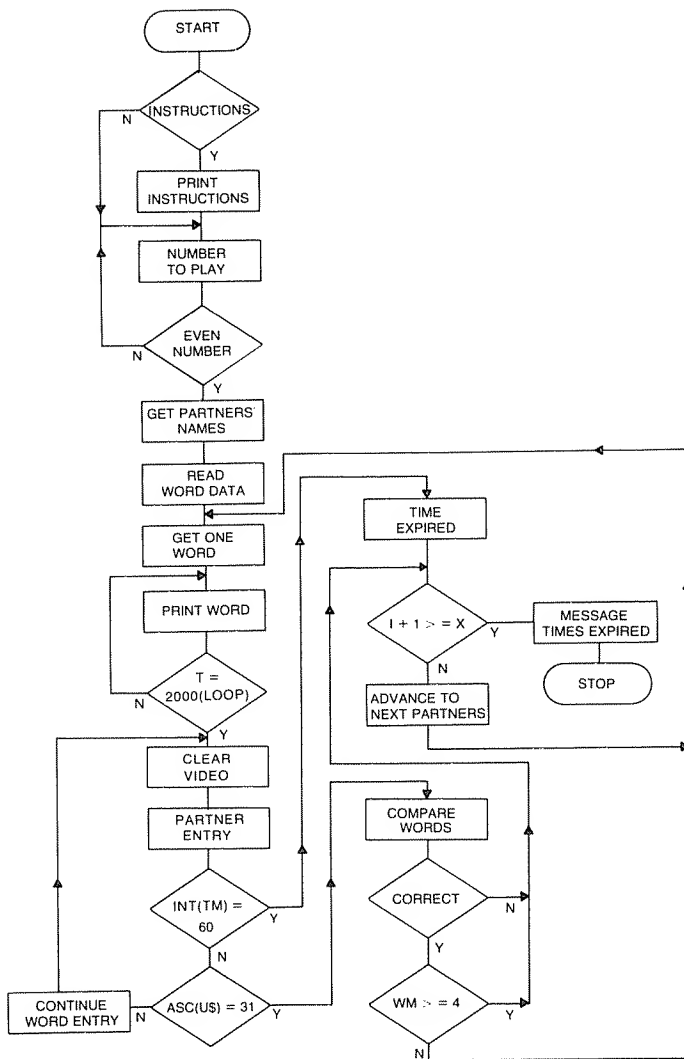 START
INSTRUCTIONS
N
Y
PRINT
INSTRUCTIONS
NUMBER
TO PLAY
EVEN
NUMBER
N
Y
GET PARTNERS'
NAMES
READ
WORD DATA
GET ONE
WORD
PRINT WORD
T =
2000(LOOP)
N
Y
CLEAR
VIDEO
PARTNER
ENTRY
INT(TM) =
60
Y
N
ASC(U$) = 31
N
Y
CONTINUE
WORD ENTRY
TIME
EXPIRED
I + 1 > = X
Y
N
MESSAGE
TIMES EXPIRED
STOP
ADVANCE TO
NEXT PARTNERS
COMPARE
WORDS
CORRECT
N
Y
WM > = 4
Y
N